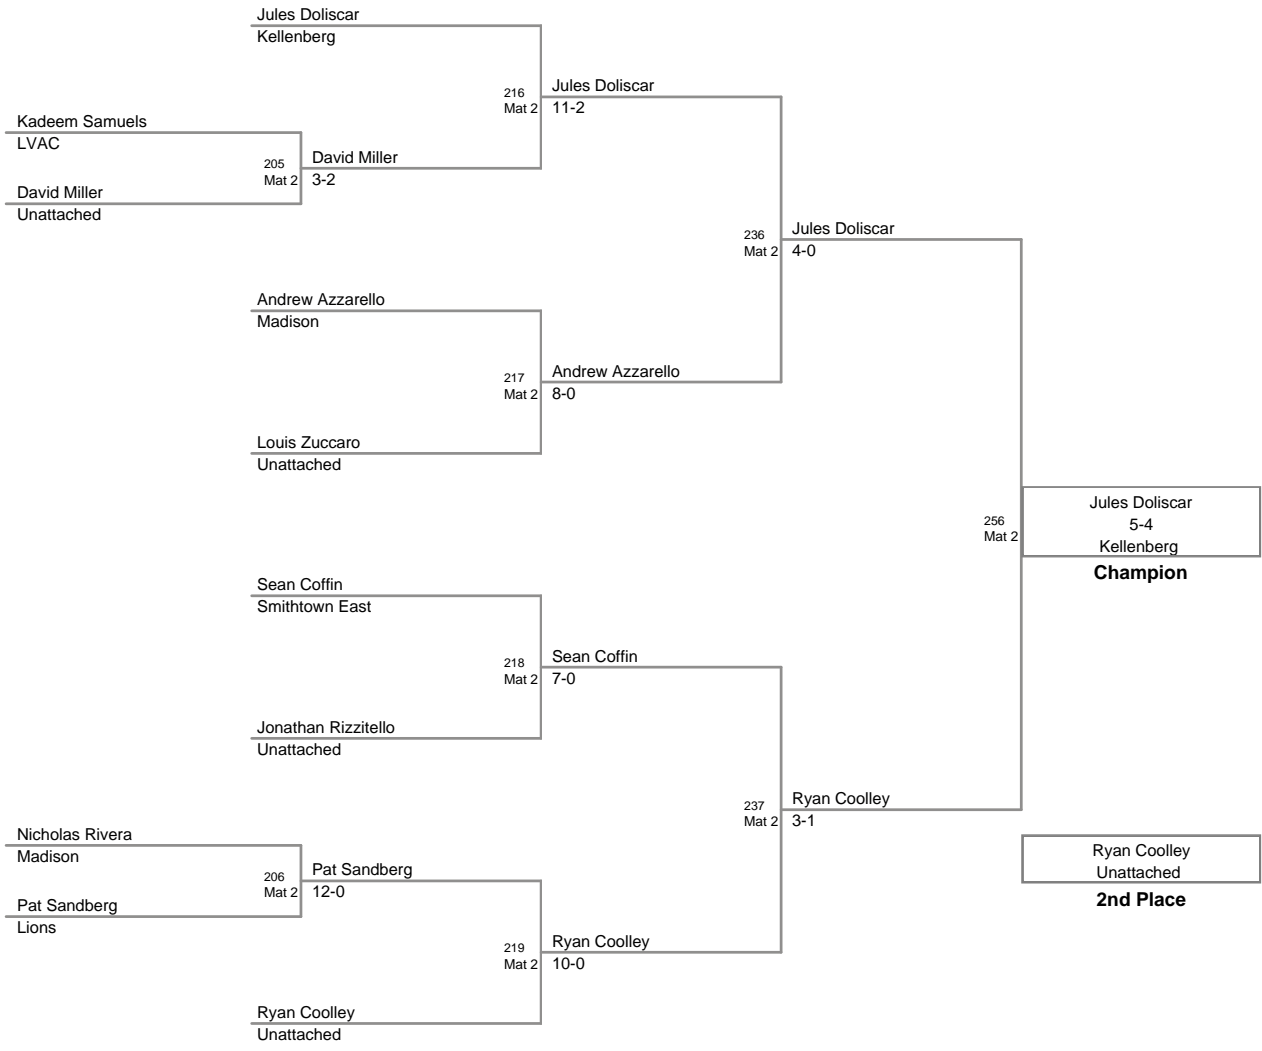 Jules Doliscar
Kellenberg
216
Mat 2
Jules Doliscar
11-2
Kadeem Samuels
LVAC
205
Mat 2
David Miller
3-2
David Miller
Unattached
236
Mat 2
Jules Doliscar
4-0
Andrew Azzarello
Madison
217
Mat 2
Andrew Azzarello
8-0
Louis Zuccaro
Unattached
256
Mat 2
Jules Doliscar
5-4
Kellenberg
Champion
Sean Coffin
Smithtown East
218
Mat 2
Sean Coffin
7-0
Jonathan Rizzitello
Unattached
237
Mat 2
Ryan Coolley
3-1
Nicholas Rivera
Madison
206
Mat 2
Pat Sandberg
12-0
Pat Sandberg
Lions
Ryan Coolley
Unattached
2nd Place
219
Mat 2
Ryan Coolley
10-0
Ryan Coolley
Unattached